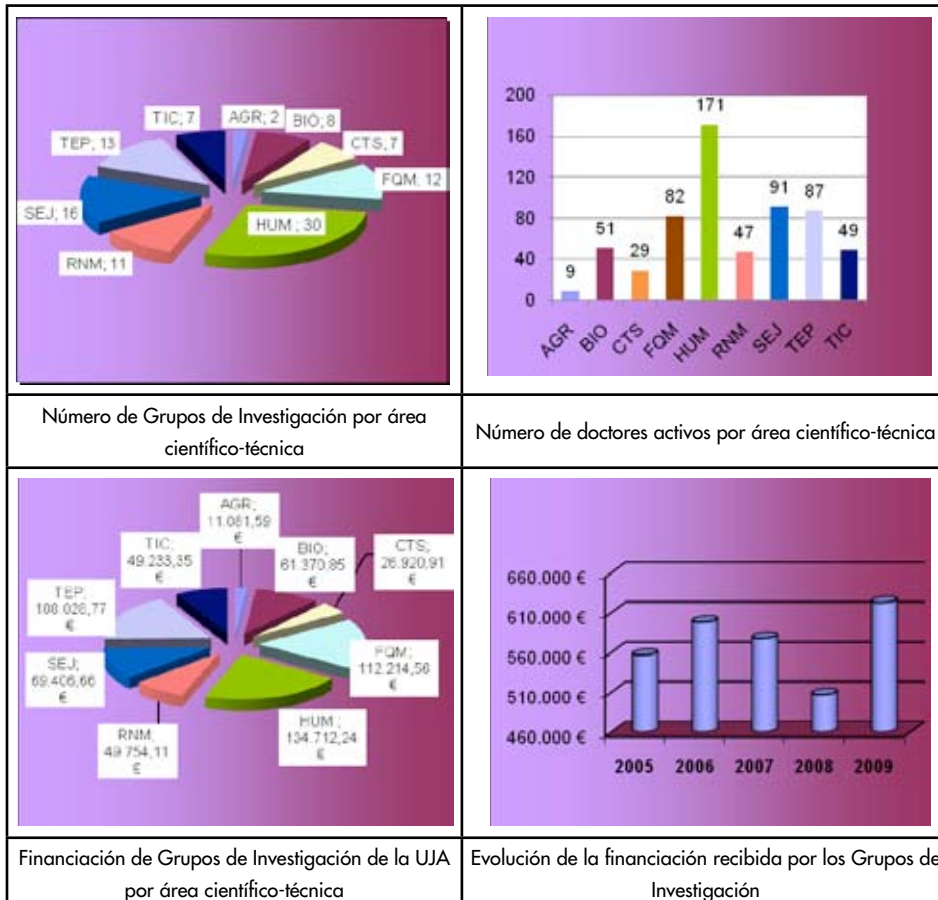 TIC; 7
AGR; 2
BIO; 8
CTS; 7
FQM; 12
HUM ; 30
RNM; 11
SEJ; 16
TEP; 13
Número de Grupos de Investigación por área
científico-técnica
200
160
120
80
40
0
9
51
29
82
171
47
91
87
49
AGR
BIO
CTS
FQM
HUM
RNM
SEJ
TEP
TIC
Número de doctores activos por área científico-técnica
AGR;
11.081,59
€
BIO;
61.370,85
€
CTS;
26.920,91
€
FQM;
112.214,56
€
HUM ;
134.712,24
€
RNM;
49.754,11
€
SEJ;
69.406,66
€
TEP;
108.026,77
€
TIC;
49.233,35
€
Financiación de Grupos de Investigación de la UJA
por área científico-técnica
660.000 €
610.000 €
560.000 €
510.000 €
460.000 €
2005 2006 2007 2008 2009
Evolución de la financiación recibida por los Grupos de
Investigación